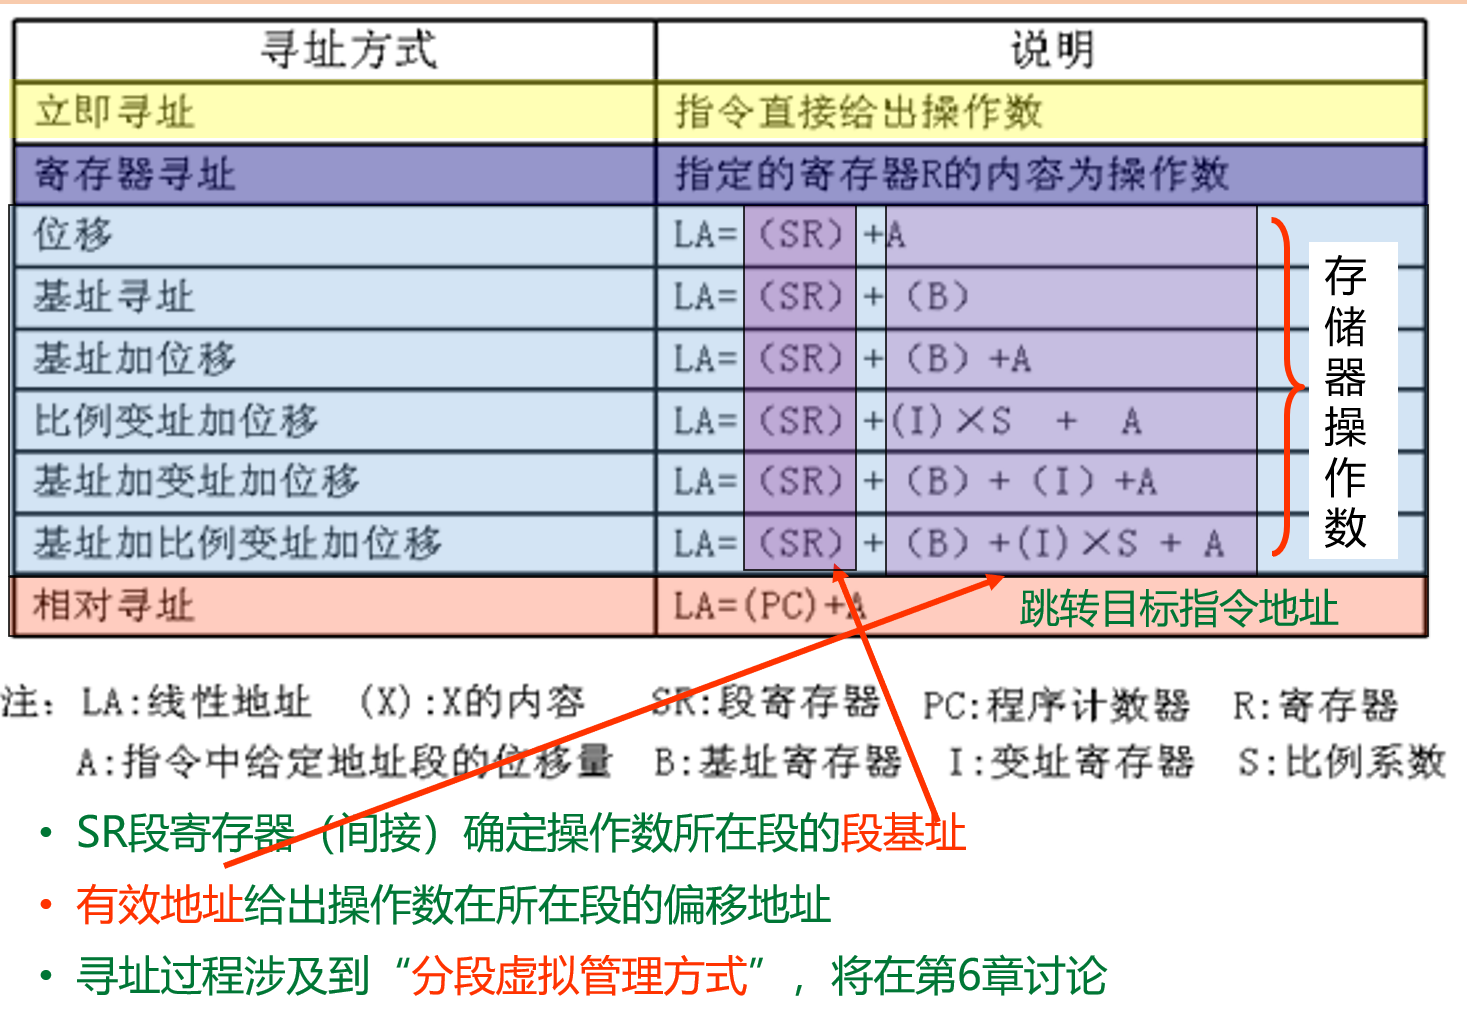 寻址方式 说明
立即寻址 指令直接给出操作数
寄存器寻址 指定的寄存器R的内容为操作数
位移 LA=（SR）+A
基址寻址 LA=（SR）+（B）
基址加位移 LA=（SR）+（B）+A
比例变址加位移 LA=（SR）+(I)×S + A
基址加变址加位移 LA=（SR）+（B）+（I）+A
基址加比例变址加位移 LA=（SR）+（B）+(I)×S + A
存储器操作数
相对寻址 LA=(PC)+A 跳转目标指令地址
注：LA:线性地址 (X):X的内容 SR:段寄存器 PC:程序计数器 R:寄存器
A:指令中给定地址段的位移量 B:基址寄存器 I:变址寄存器 S:比例系数
• SR段寄存器（间接）确定操作数所在段的段基址
• 有效地址给出操作数在所在段的偏移地址
• 寻址过程涉及到“分段虚拟管理方式”，将在第6章讨论